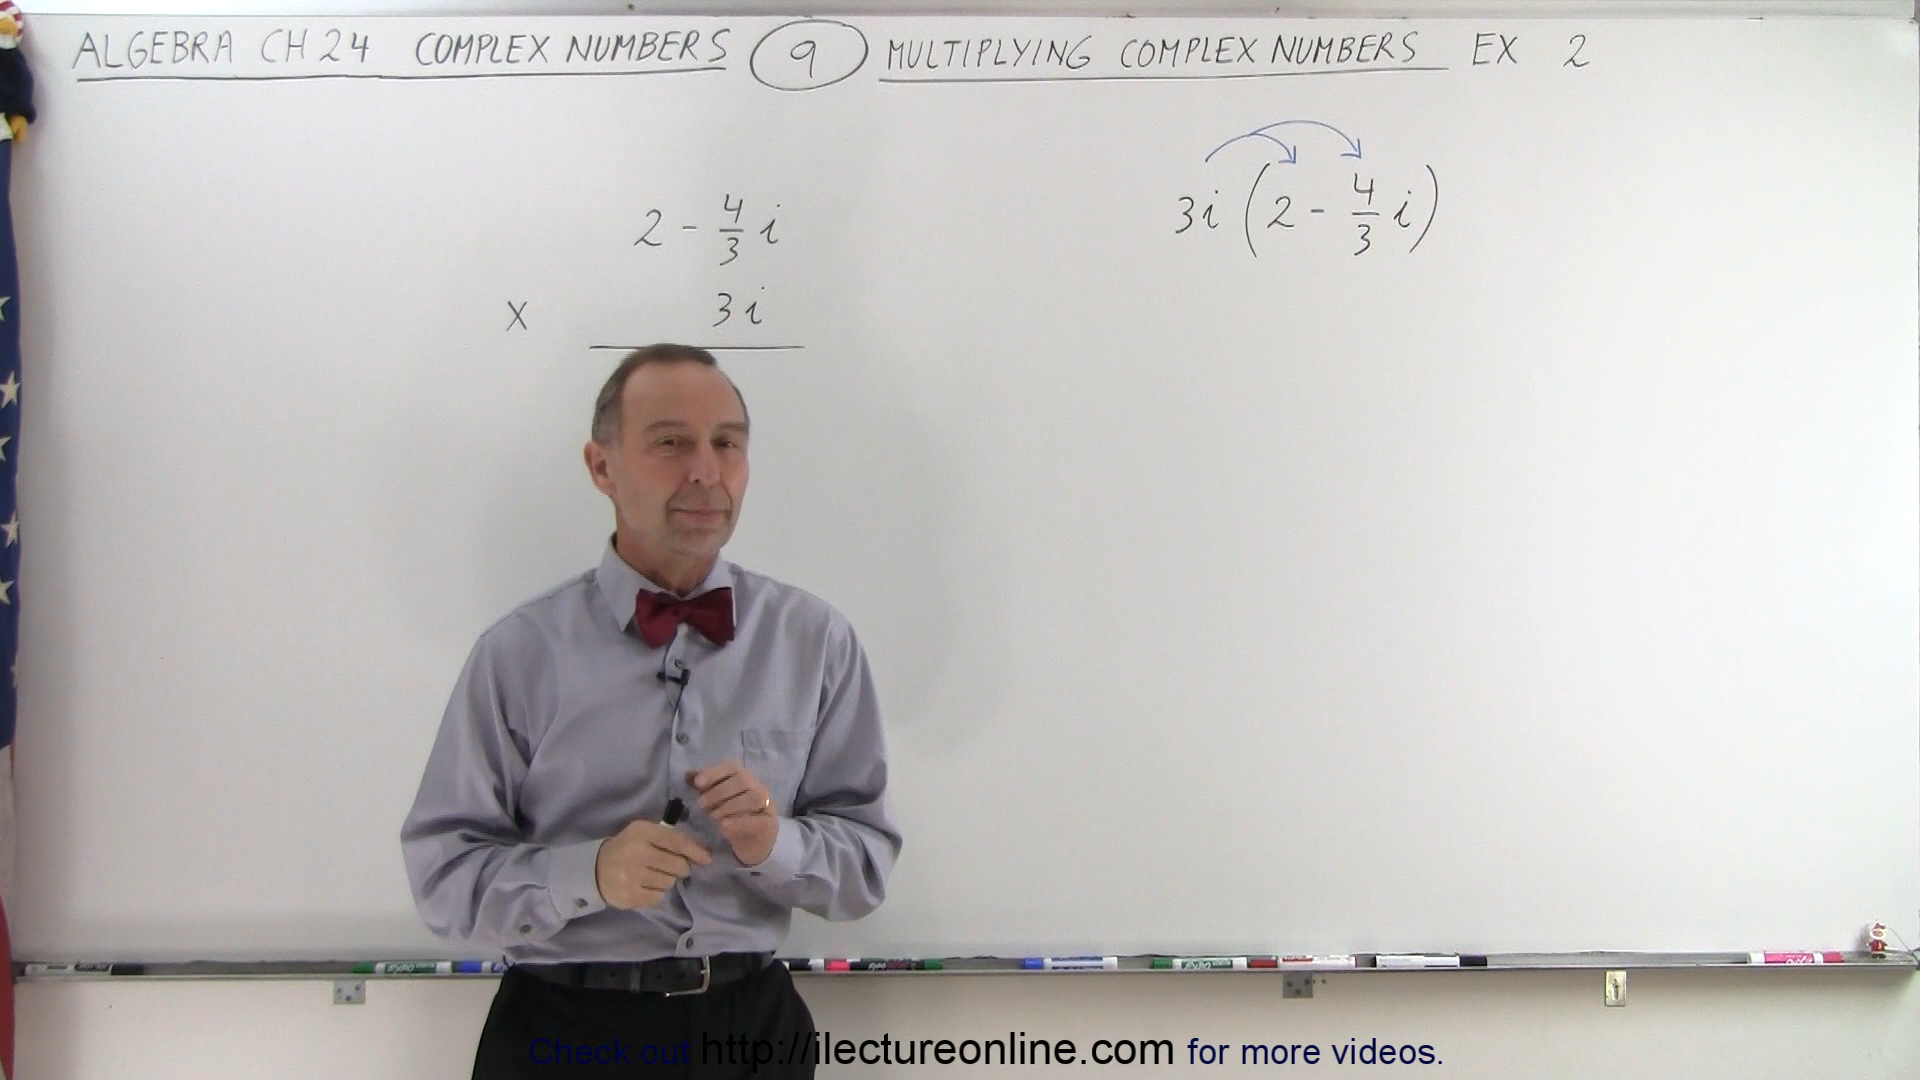 ALGEBRA CH 24 COMPLEX NUMBERS 9 MULTIPLYING COMPLEX NUMBERS EX 2
2 - 4/3 i
x 3i
3i (2 - 4/3 i)
Check out http://ilectureonline.com for more videos.